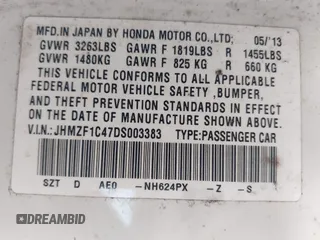 MFD.IN JAPAN BY HONDA MOTOR CO.,LTD; 05/'13
GVWR 3263LBS GAWR F 1819LBS R 1455LBS
GVWR 1480KG GAWR F 825 KG R 660 KG
THIS VEHICLE CONFORMS TO ALL APPLICABLE
FEDERAL MOTOR VEHICLE SAFETY ,BUMPER,
AND THEFT PREVENTION STANDARDS IN EFFECT
ON THE DATE OF MANUFACTURE SHOWN ABOVE.
V.I.N.: JHMZF1C47DS003383 TYPE:PASSENGER CAR
SZT D AE0 -NH624PX -Z -S
DREAMBID